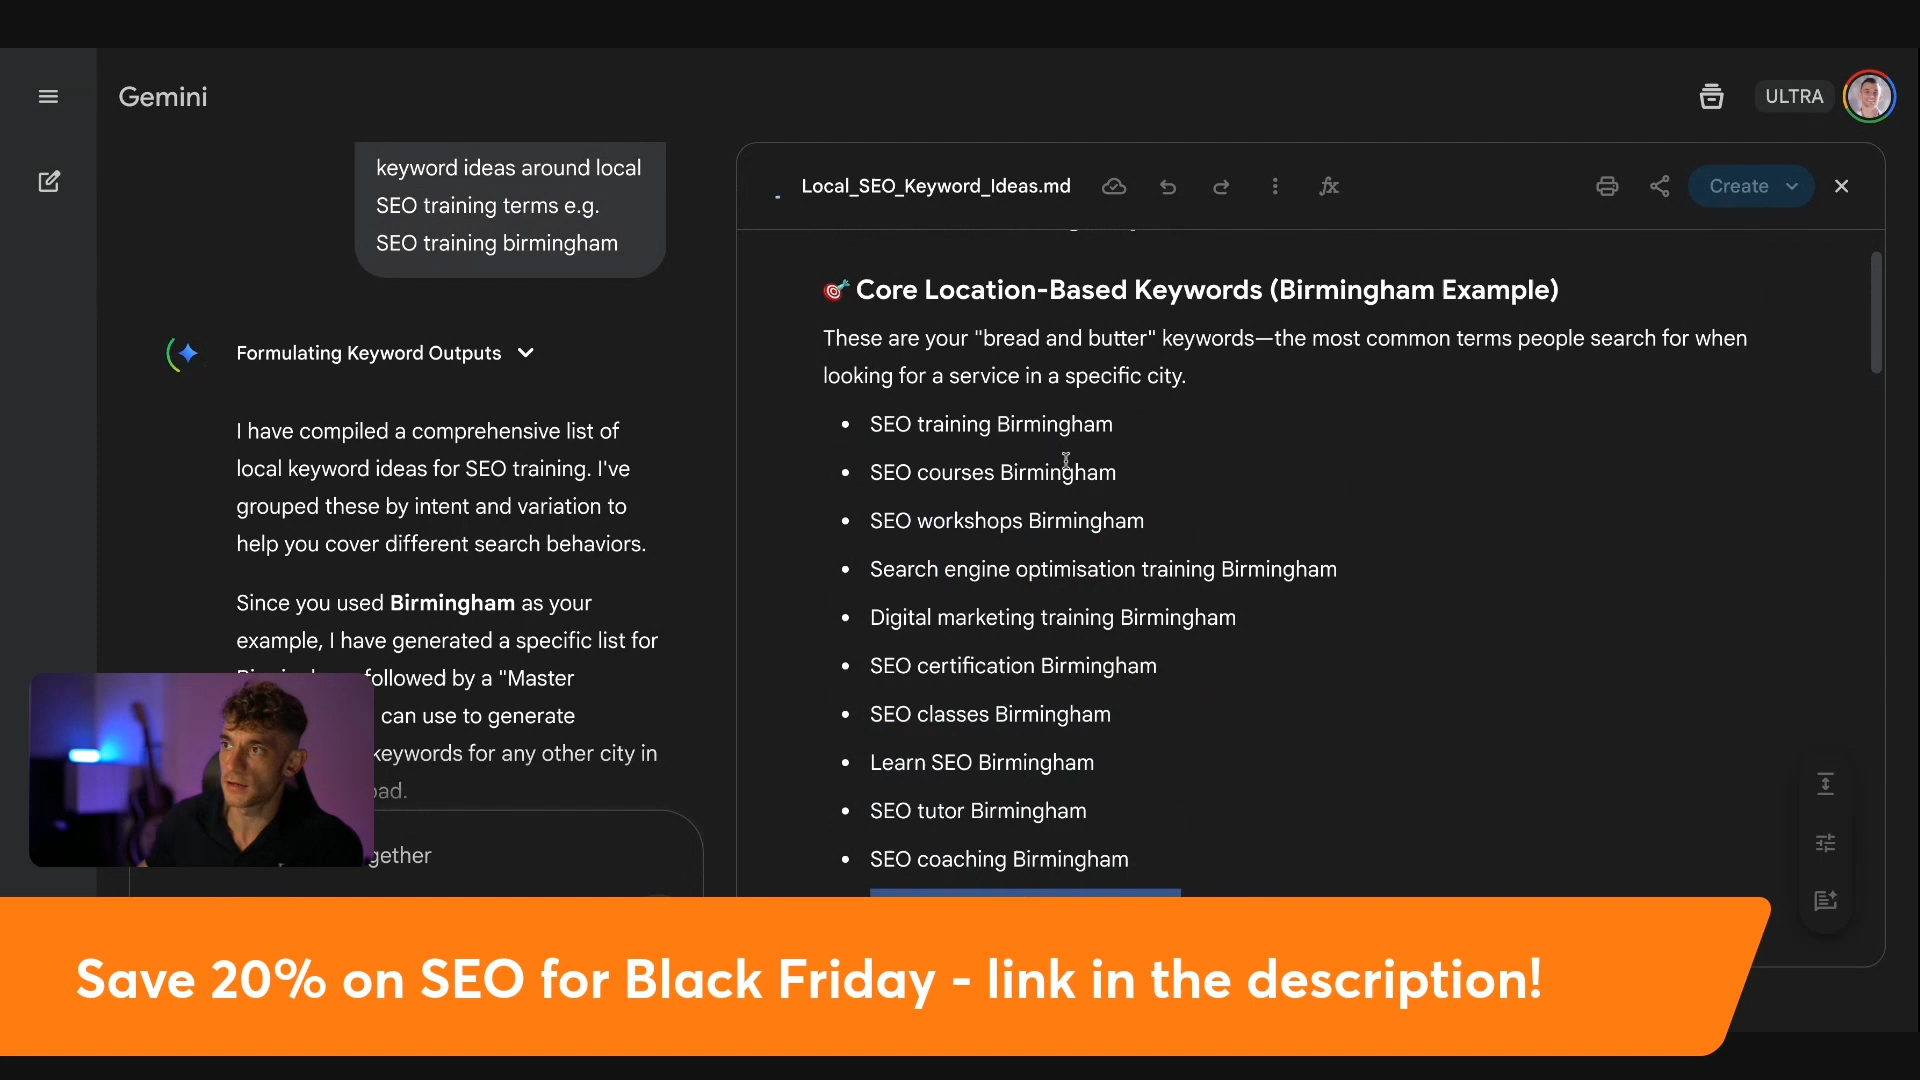 Gemini
ULTRA
keyword ideas around local
SEO training terms e.g.
SEO training birmingham
Formulating Keyword Outputs
I have compiled a comprehensive list of
local keyword ideas for SEO training. I've
grouped these by intent and variation to
help you cover different search behaviors.
Since you used Birmingham as your
example, I have generated a specific list for
followed by a "Master
can use to generate
keywords for any other city in
Local_SEO_Keyword_Ideas.md
Create
🎯 Core Location-Based Keywords (Birmingham Example)
These are your "bread and butter" keywords—the most common terms people search for when
looking for a service in a specific city.
• SEO training Birmingham
• SEO courses Birmingham
• SEO workshops Birmingham
• Search engine optimisation training Birmingham
• Digital marketing training Birmingham
• SEO certification Birmingham
• SEO classes Birmingham
• Learn SEO Birmingham
• SEO tutor Birmingham
• SEO coaching Birmingham
Save 20% on SEO for Black Friday - link in the description!